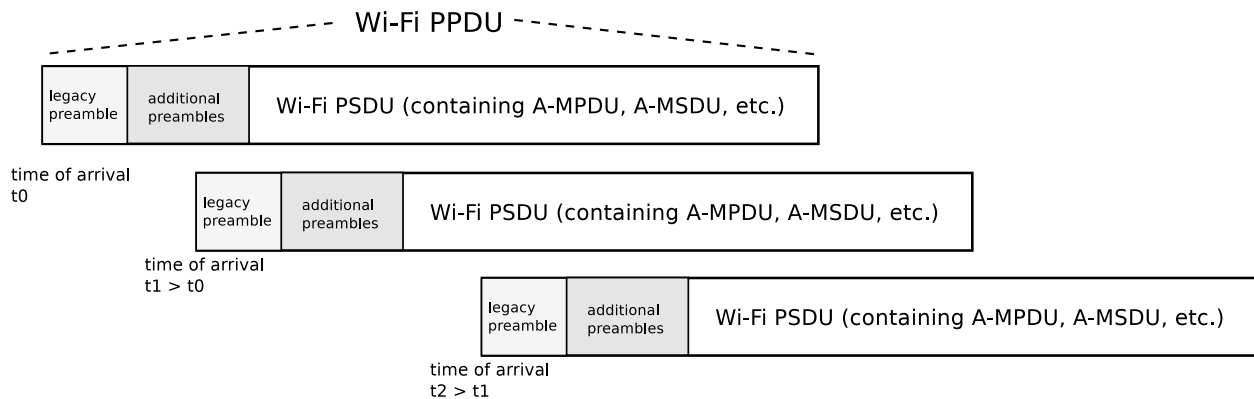 Wi-Fi PPDU
legacy
preamble
additional
preambles
Wi-Fi PSDU (containing A-MPDU, A-MSDU, etc.)
time of arrival
t0
legacy
preamble
additional
preambles
Wi-Fi PSDU (containing A-MPDU, A-MSDU, etc.)
time of arrival
t1 > t0
legacy
preamble
additional
preambles
Wi-Fi PSDU (containing A-MPDU, A-MSDU, etc.)
time of arrival
t2 > t1